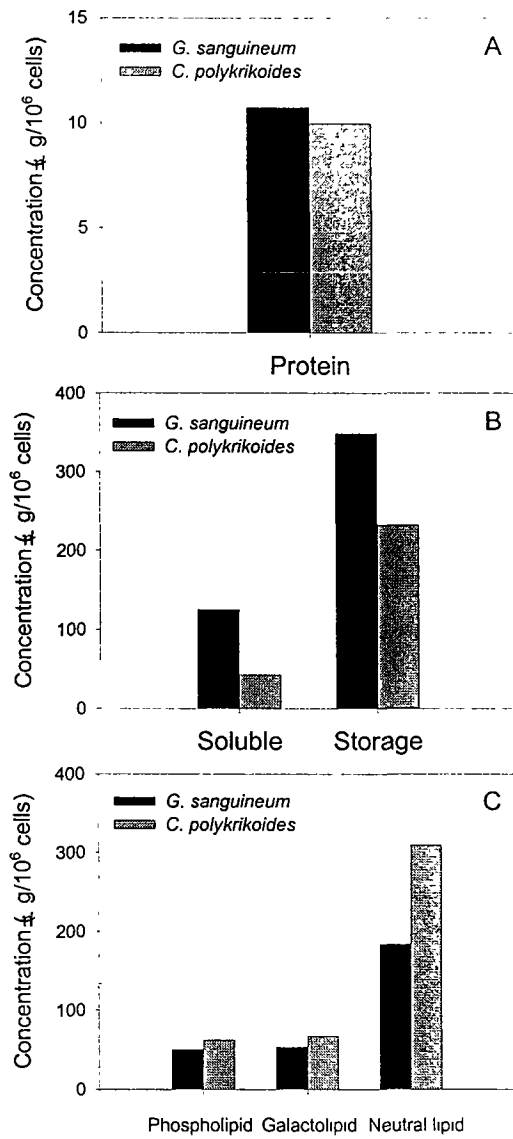 15
10
5
0
Concentration g/10⁶ cells)
A
G. sanguineum
C. polykrikoides
Protein
400
300
200
100
0
Concentration g/10⁶ cells)
B
G. sanguineum
C. polykrikoides
Soluble Storage
400
300
200
100
0
Concentration g/10⁶ cells)
C
G. sanguineum
C. polykrikoides
Phospholipid Galactolipid Neutral lipid